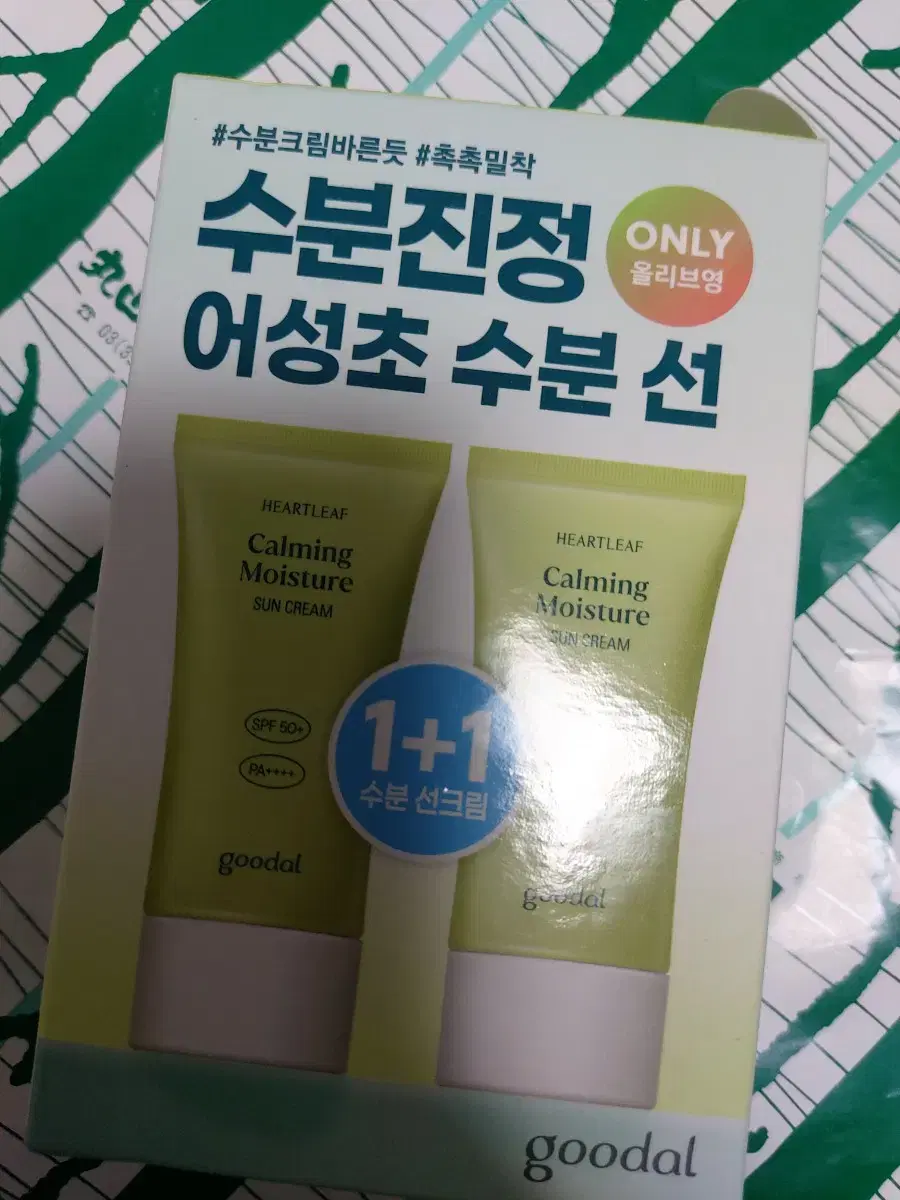 #수분크림바른듯 #촉촉밀착
수분진정
어성초 수분 선
ONLY
올리브영
HEARTLEAF
Calming
Moisture
SUN CREAM
SPF 50+
PA++++
goodal
HEARTLEAF
Calming
Moisture
SUN CREAM
goodal
1+1
수분 선크림
goodal
丸山